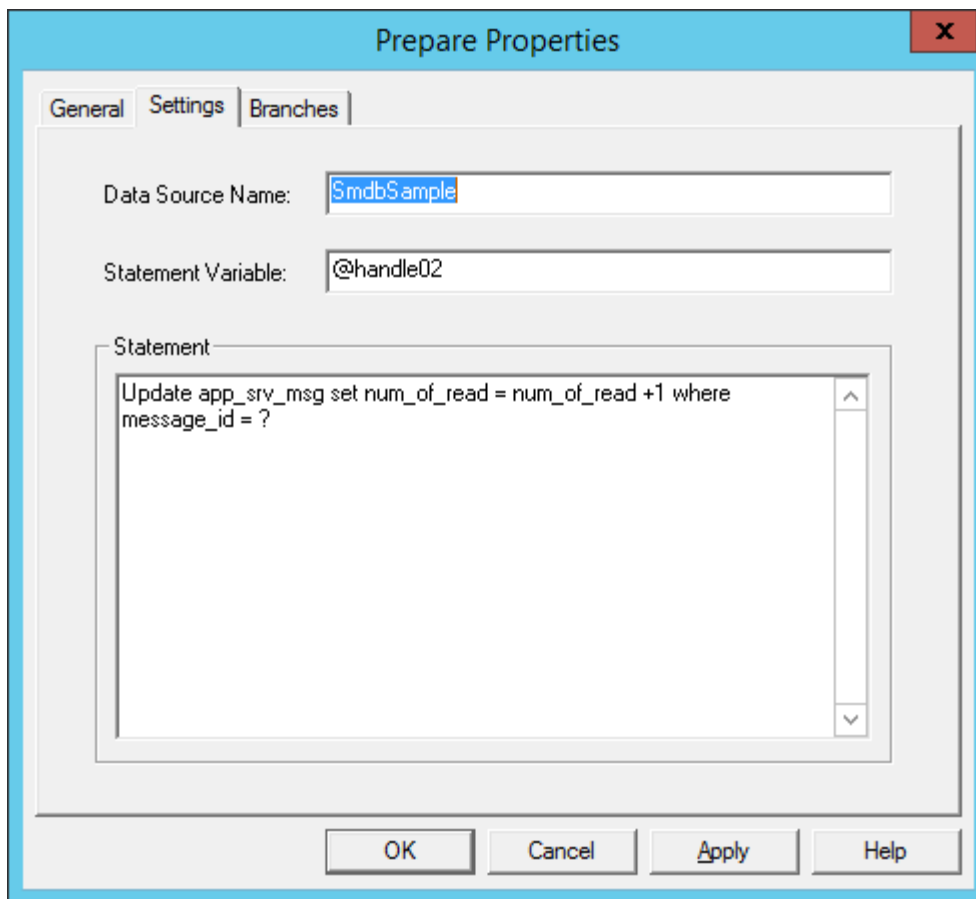 Prepare Properties
x
General Settings Branches
Data Source Name: SmdbSample
Statement Variable: @handle02
Statement
Update app_srv_msg set num_of_read = num_of_read +1 where
message_id = ?
OK Cancel Apply Help